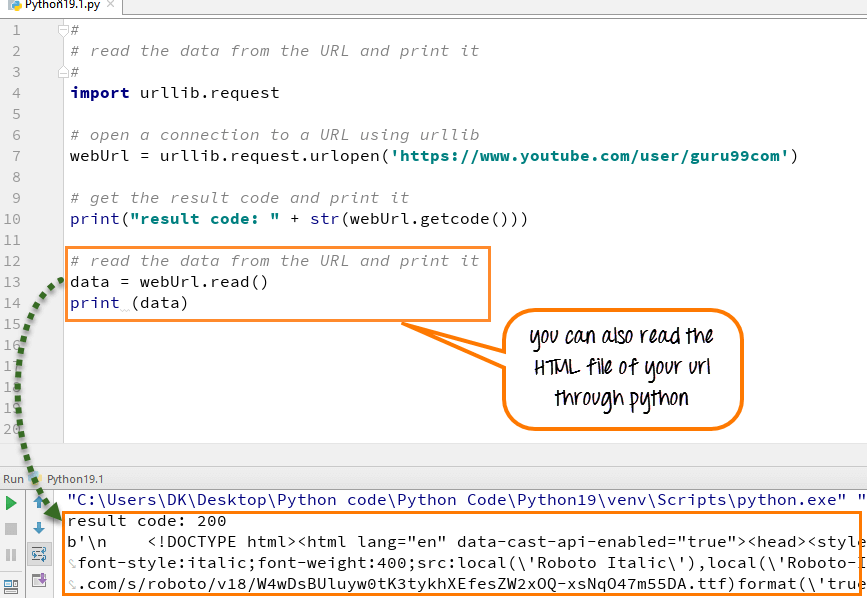 Python19.1.py
1 #
2 # read the data from the URL and print it
3 #
4 import urllib.request
5
6 # open a connection to a URL using urllib
7 webUrl = urllib.request.urlopen('https://www.youtube.com/user/guru99com')
8
9 # get the result code and print it
10 print("result code: " + str(webUrl.getcode()))
11
12 # read the data from the URL and print it
13 data = webUrl.read()
14 print (data)
15
16
17
18
19
20
you can also read the
HTML file of your url
through python
Run Python19.1
"C:\Users\DK\Desktop\Python code\Python Code\Python19\venv\Scripts\python.exe" "
result code: 200
b'\n    <!DOCTYPE html><html lang="en" data-cast-api-enabled="true"><head><style
font-style:italic;font-weight:400;src:local(\'Roboto Italic\'),local(\'Roboto-I
.com/s/roboto/v18/W4wDsBUluyw0tK3tykhXEfesZW2xOQ-xsNqO47m55DA.ttf)format(\'true